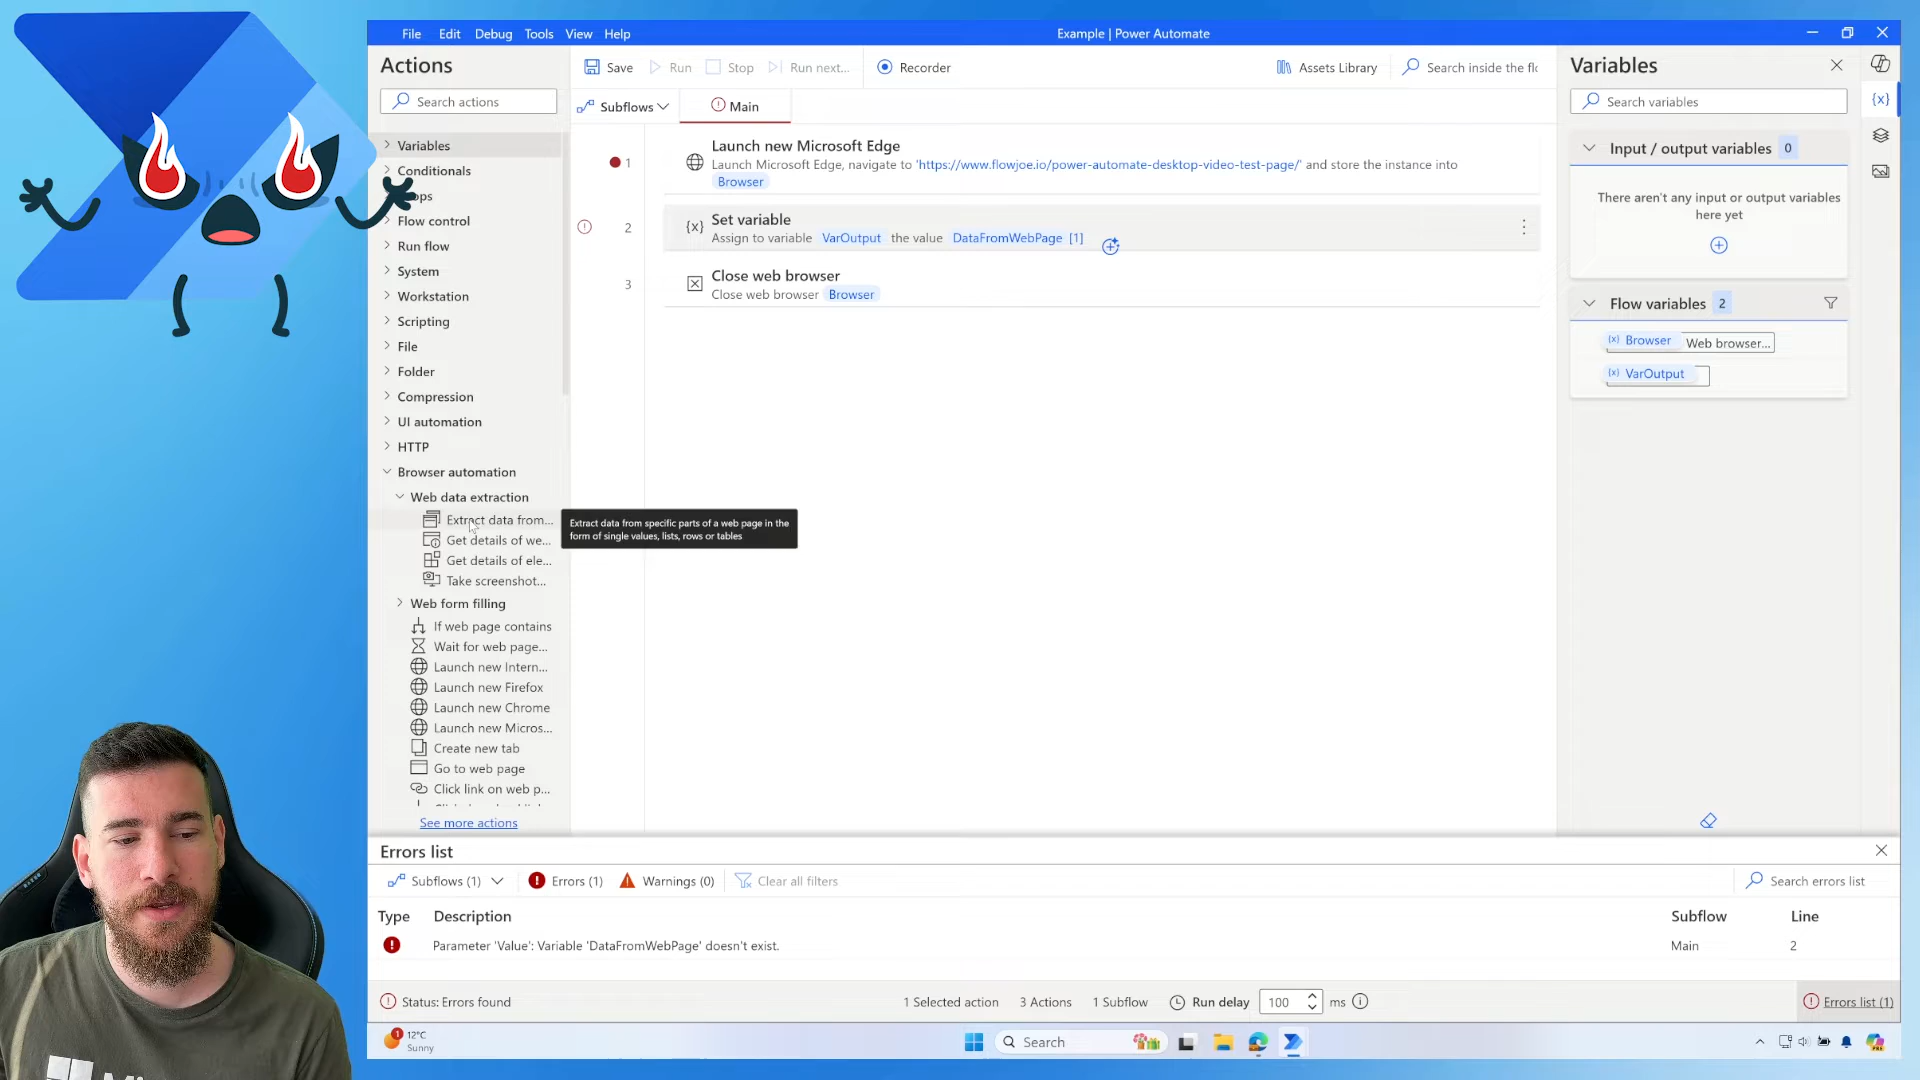 File Edit Debug Tools View Help
Example | Power Automate
Actions
Search actions
Variables
Conditionals
ops
Flow control
Run flow
System
Workstation
Scripting
File
Folder
Compression
UI automation
HTTP
Browser automation
Web data extraction
Extract data from...
Get details of we...
Get details of ele...
Take screenshot...
Web form filling
If web page contains
Wait for web page...
Launch new Intern...
Launch new Firefox
Launch new Chrome
Launch new Micros...
Create new tab
Go to web page
Click link on web p...
See more actions
Save Run Stop Run next... Recorder
Assets Library Search inside the flo
Subflows Main
1 Launch new Microsoft Edge
Launch Microsoft Edge, navigate to 'https://www.flowjoe.io/power-automate-desktop-video-test-page/' and store the instance into
Browser
2 {x} Set variable
Assign to variable VarOutput the value DataFromWebPage [1]
3 Close web browser
Close web browser Browser
Extract data from specific parts of a web page in the
form of single values, lists, rows or tables
Variables
Search variables
Input / output variables 0
There aren't any input or output variables
here yet
Flow variables 2
{x} Browser Web browser...
{x} VarOutput
{x}
Errors list
Subflows (1) Errors (1) Warnings (0) Clear all filters
Search errors list
Type Description Subflow Line
Parameter 'Value': Variable 'DataFromWebPage' doesn't exist. Main 2
Status: Errors found
1 Selected action 3 Actions 1 Subflow Run delay 100 ms
Errors list (1)
1
12°C
Sunny
Search